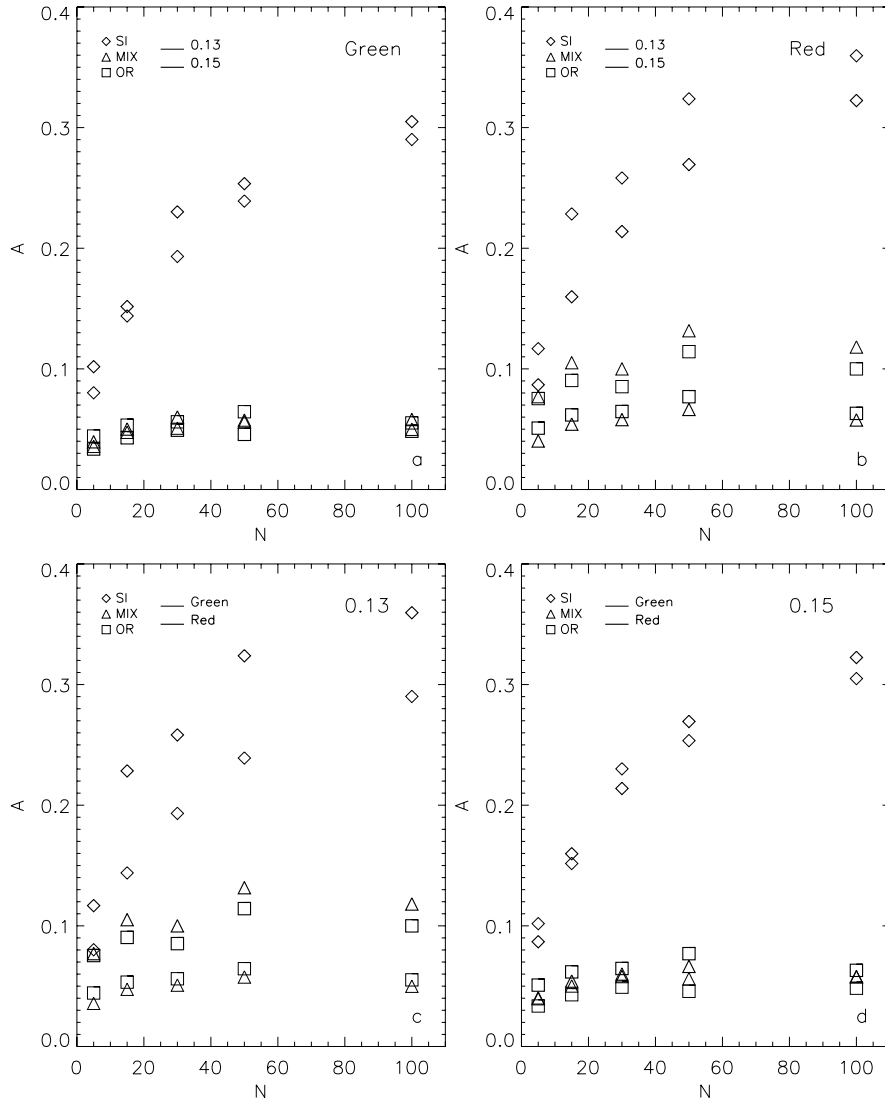 0.4
◇ SI — 0.13 Green
△ MIX — 0.15
□ OR
0.3
A
0.2
0.1
0.0
a
0 20 40 60 80 100
N
0.4
◇ SI — 0.13 Red
△ MIX — 0.15
□ OR
0.3
A
0.2
0.1
0.0
b
0 20 40 60 80 100
N
0.4
◇ SI — Green 0.13
△ MIX — Red
□ OR
0.3
A
0.2
0.1
0.0
c
0 20 40 60 80 100
N
0.4
◇ SI — Green 0.15
△ MIX — Red
□ OR
0.3
A
0.2
0.1
0.0
d
0 20 40 60 80 100
N